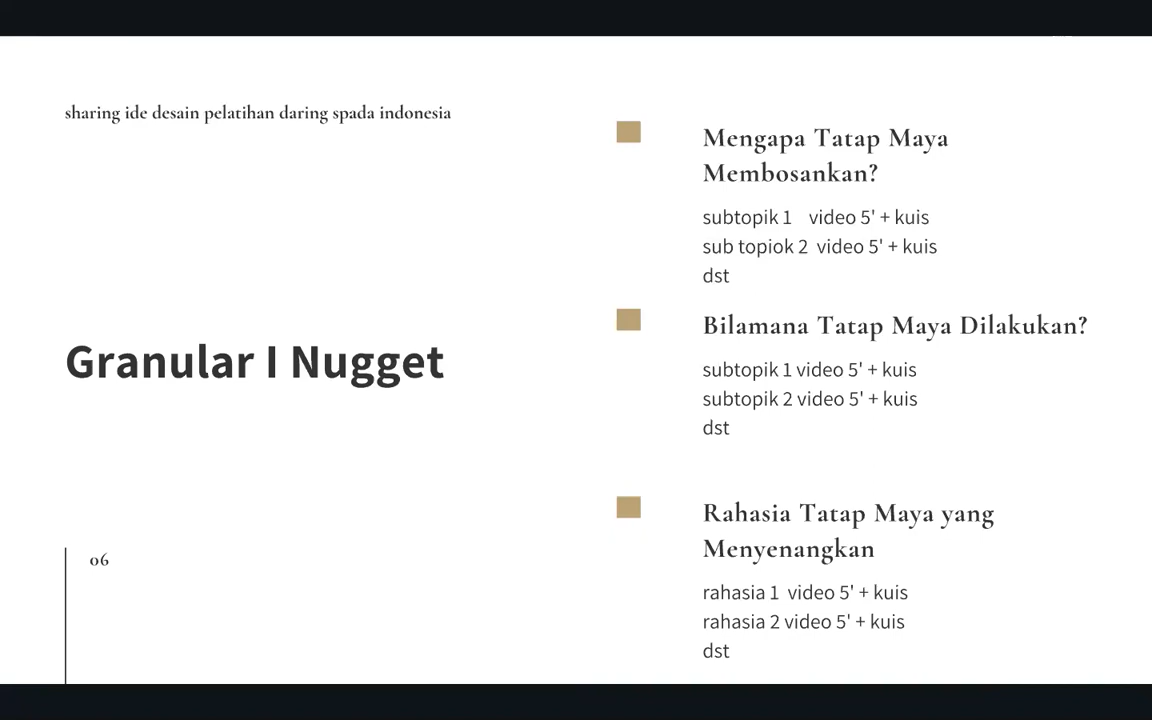 sharing ide desain pelatihan daring spada indonesia
Granular I Nugget
06
Mengapa Tatap Maya
Membosankan?
subtopik 1 video 5' + kuis
sub topiok 2 video 5' + kuis
dst
Bilamana Tatap Maya Dilakukan?
subtopik 1 video 5' + kuis
subtopik 2 video 5' + kuis
dst
Rahasia Tatap Maya yang
Menyenangkan
rahasia 1 video 5' + kuis
rahasia 2 video 5' + kuis
dst